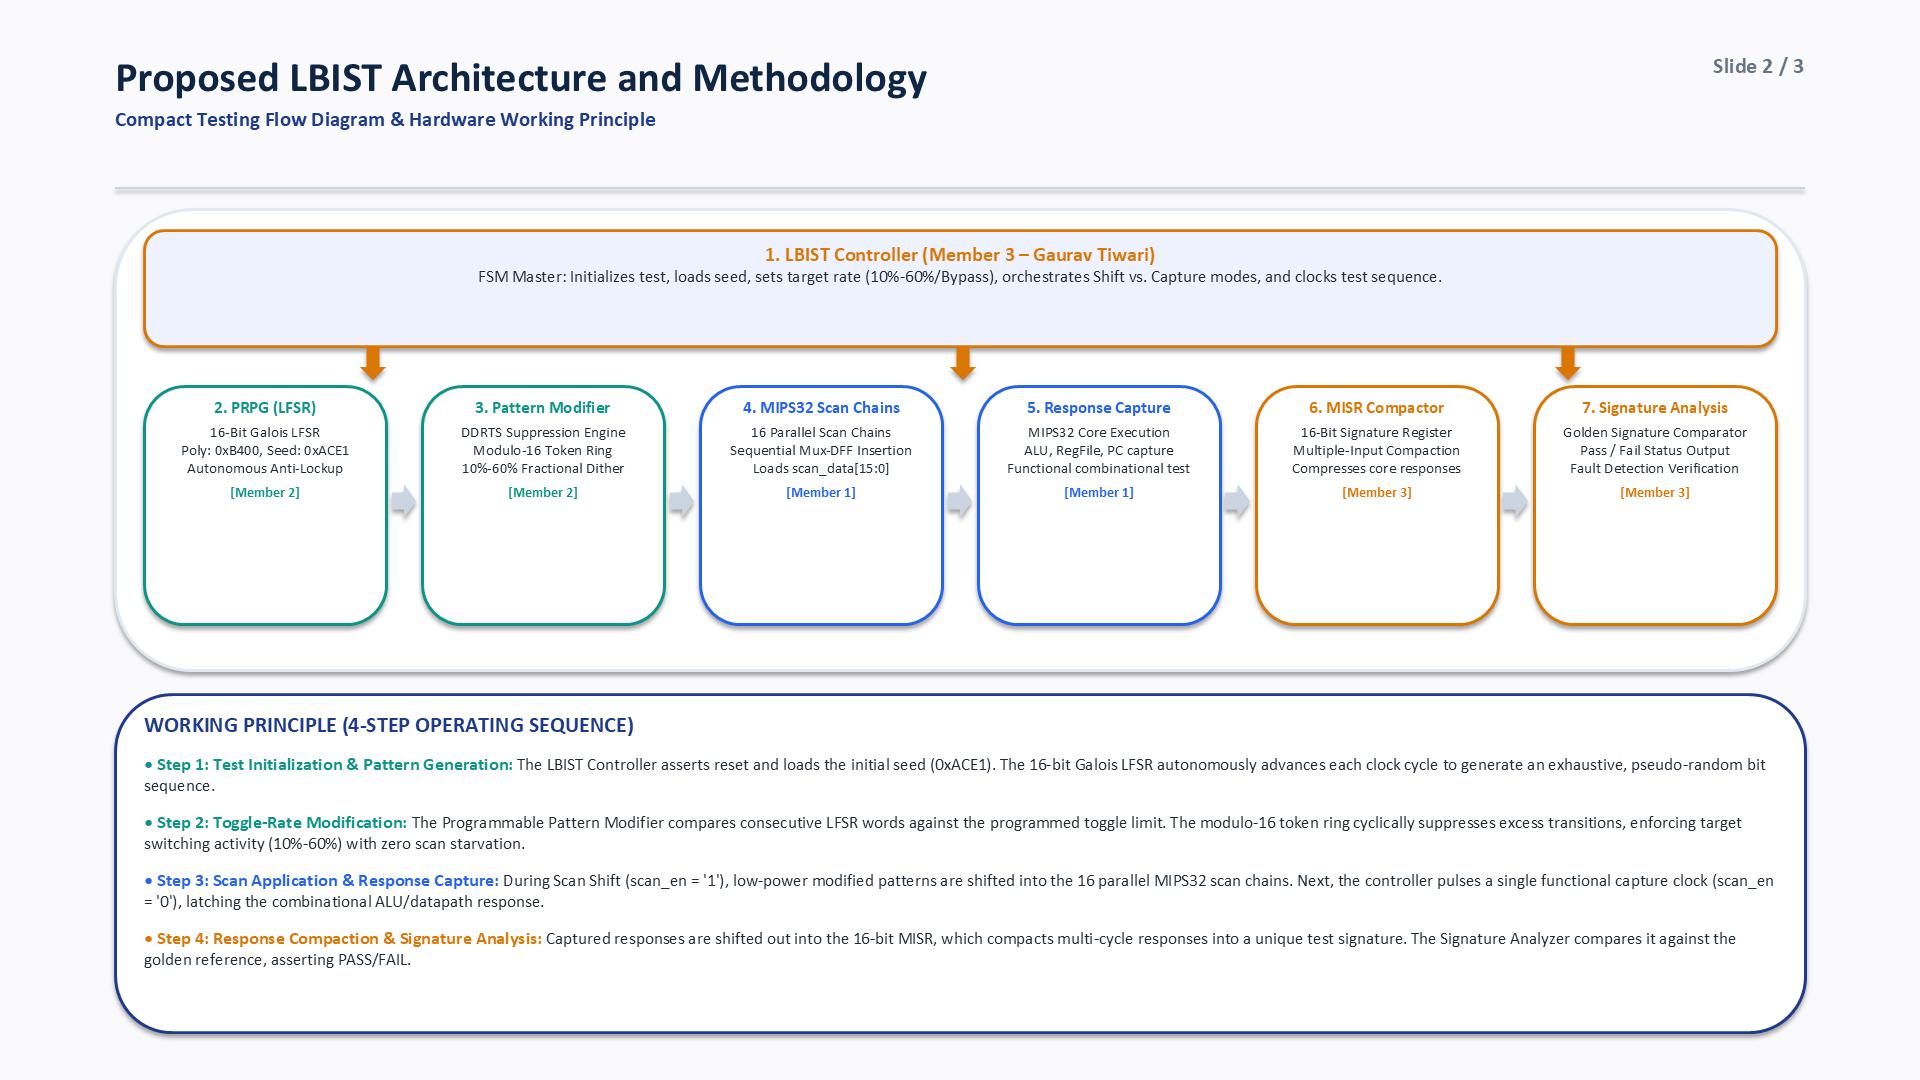 Proposed LBIST Architecture and Methodology
Slide 2 / 3
Compact Testing Flow Diagram & Hardware Working Principle
1. LBIST Controller (Member 3 – Gaurav Tiwari)
FSM Master: Initializes test, loads seed, sets target rate (10%-60%/Bypass), orchestrates Shift vs. Capture modes, and clocks test sequence.
2. PRPG (LFSR)
16-Bit Galois LFSR
Poly: 0xB400, Seed: 0xACE1
Autonomous Anti-Lockup
[Member 2]
3. Pattern Modifier
DDRTS Suppression Engine
Modulo-16 Token Ring
10%-60% Fractional Dither
[Member 2]
4. MIPS32 Scan Chains
16 Parallel Scan Chains
Sequential Mux-DFF Insertion
Loads scan_data[15:0]
[Member 1]
5. Response Capture
MIPS32 Core Execution
ALU, RegFile, PC capture
Functional combinational test
[Member 1]
6. MISR Compactor
16-Bit Signature Register
Multiple-Input Compaction
Compresses core responses
[Member 3]
7. Signature Analysis
Golden Signature Comparator
Pass / Fail Status Output
Fault Detection Verification
[Member 3]
WORKING PRINCIPLE (4-STEP OPERATING SEQUENCE)
• Step 1: Test Initialization & Pattern Generation: The LBIST Controller asserts reset and loads the initial seed (0xACE1). The 16-bit Galois LFSR autonomously advances each clock cycle to generate an exhaustive, pseudo-random bit
sequence.
• Step 2: Toggle-Rate Modification: The Programmable Pattern Modifier compares consecutive LFSR words against the programmed toggle limit. The modulo-16 token ring cyclically suppresses excess transitions, enforcing target
switching activity (10%-60%) with zero scan starvation.
• Step 3: Scan Application & Response Capture: During Scan Shift (scan_en = '1'), low-power modified patterns are shifted into the 16 parallel MIPS32 scan chains. Next, the controller pulses a single functional capture clock (scan_en
= '0'), latching the combinational ALU/datapath response.
• Step 4: Response Compaction & Signature Analysis: Captured responses are shifted out into the 16-bit MISR, which compacts multi-cycle responses into a unique test signature. The Signature Analyzer compares it against the
golden reference, asserting PASS/FAIL.